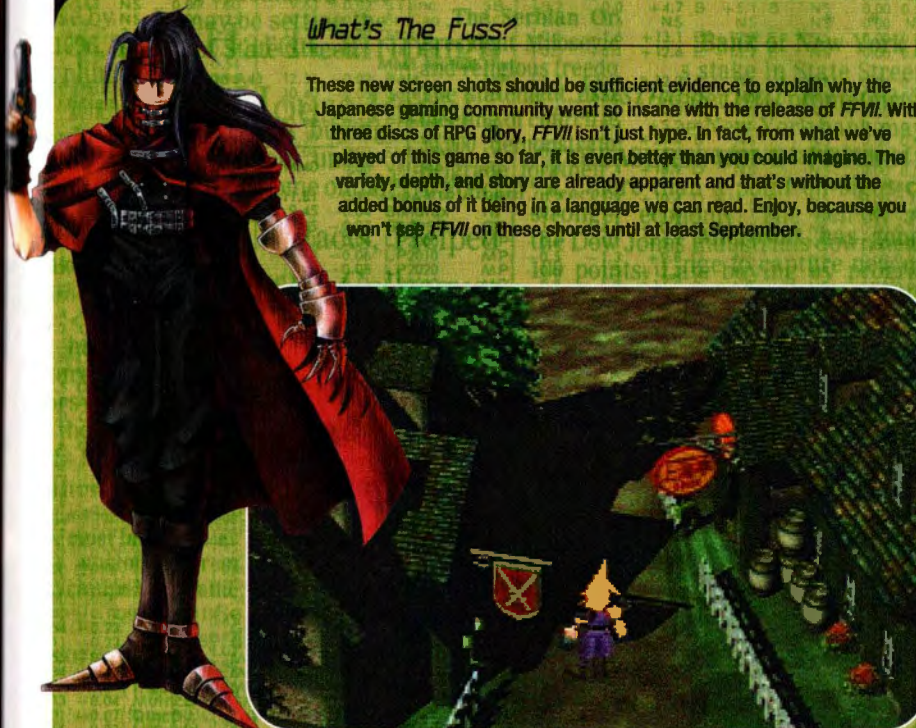 What's The Fuss?
These new screen shots should be sufficient evidence to explain why the
Japanese gaming community went so insane with the release of FFVII. Wit
three discs of RPG glory, FFVII isn't just hype. In fact, from what we've
played of this game so far, it is even better than you could imagine. The
variety, depth, and story are already apparent and that's without the
added bonus of it being in a language we can read. Enjoy, because you
won't see FFVII on these shores until at least September.